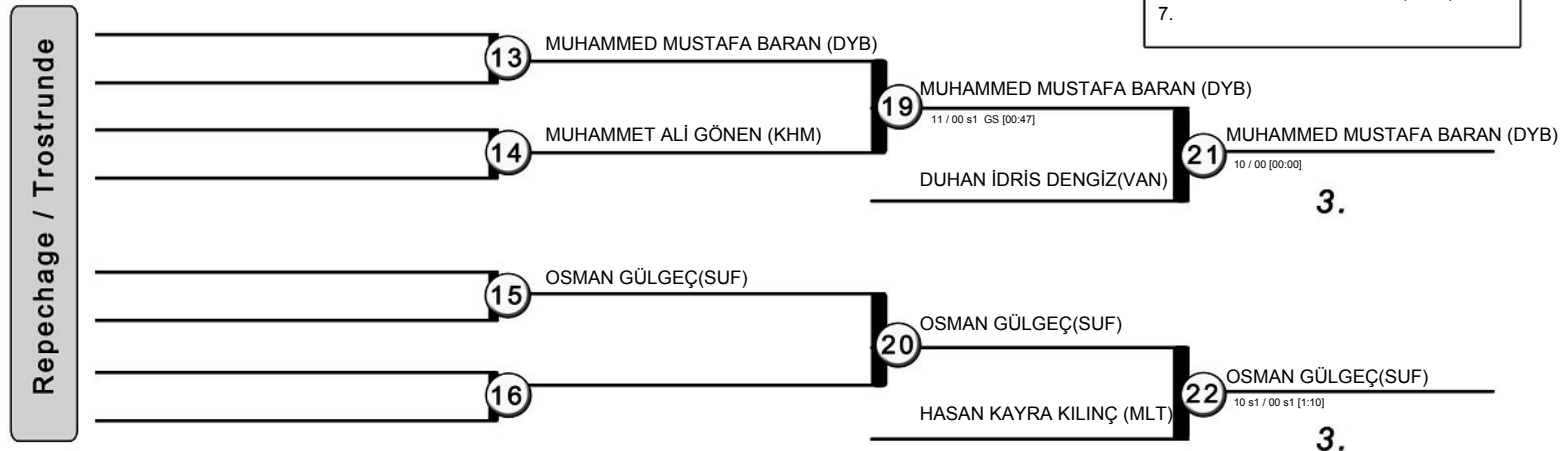 7.
Repechage / Trostrunde
13
MUHAMMED MUSTAFA BARAN (DYB)
14
MUHAMMET ALİ GÖNEN (KHM)
19
MUHAMMED MUSTAFA BARAN (DYB)
11 / 00 s1 GS [00:47]
DUHAN İDRİS DENGİZ(VAN)
21
MUHAMMED MUSTAFA BARAN (DYB)
10 / 00 [00:00]
3.
15
OSMAN GÜLGEÇ(SUF)
16
20
OSMAN GÜLGEÇ(SUF)
HASAN KAYRA KILINÇ (MLT)
22
OSMAN GÜLGEÇ(SUF)
10 s1 / 00 s1 [1:10]
3.